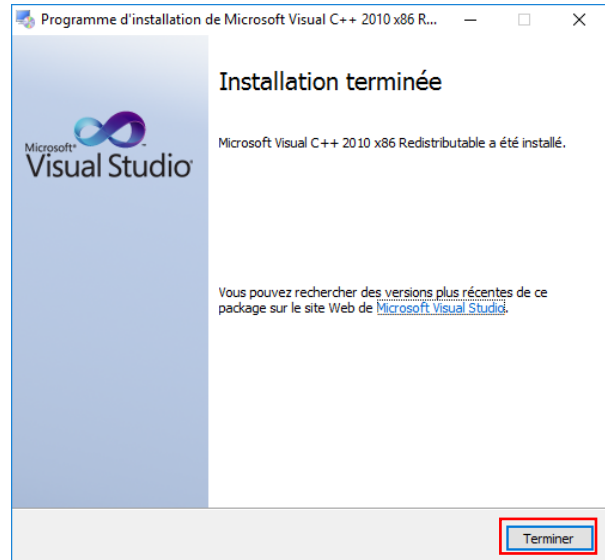 Programme d'installation de Microsoft Visual C++ 2010 x86 R...
Installation terminée
Microsoft®
Visual Studio
Microsoft Visual C++ 2010 x86 Redistributable a été installé.
Vous pouvez rechercher des versions plus récentes de ce
package sur le site Web de Microsoft Visual Studio.
Terminer